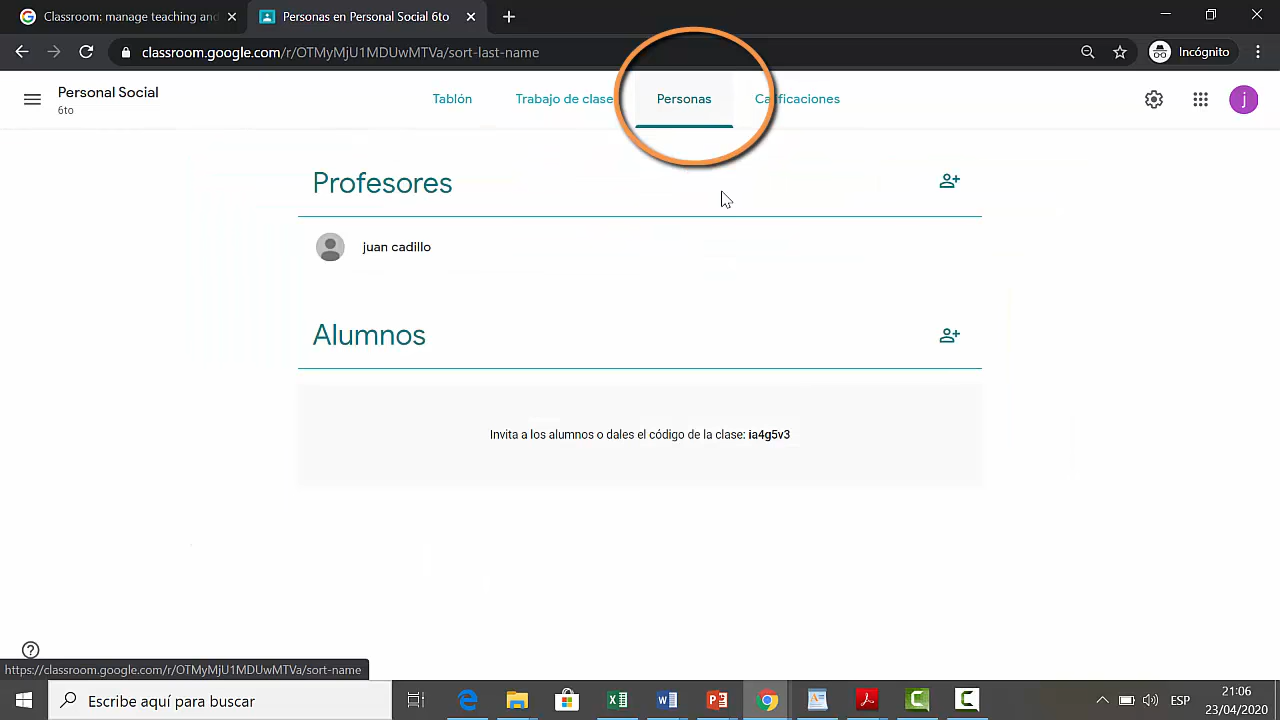 Classroom: manage teaching and
Personas en Personal Social 6to
classroom.google.com/r/OTMyMjU1MDUwMTVa/sort-last-name
Incógnito
Personal Social
6to
Tablón
Trabajo de clase
Personas
Calificaciones
j
Profesores
juan cadillo
Alumnos
Invita a los alumnos o dales el código de la clase: ia4g5v3
https://classroom.google.com/r/OTMyMjU1MDUwMTVa/sort-name
Escribe aquí para buscar
ESP
21:06
23/04/2020